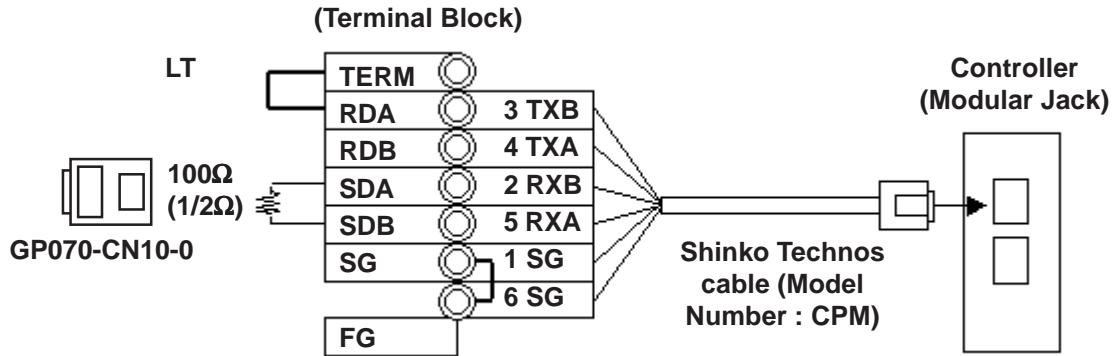 (Terminal Block)
LT
TERM
RDA
RDB
SDA
SDB
SG
FG
3 TXB
4 TXA
2 RXB
5 RXA
1 SG
6 SG
100Ω
(1/2Ω)
GP070-CN10-0
Shinko Technos
cable (Model
Number : CPM)
Controller
(Modular Jack)